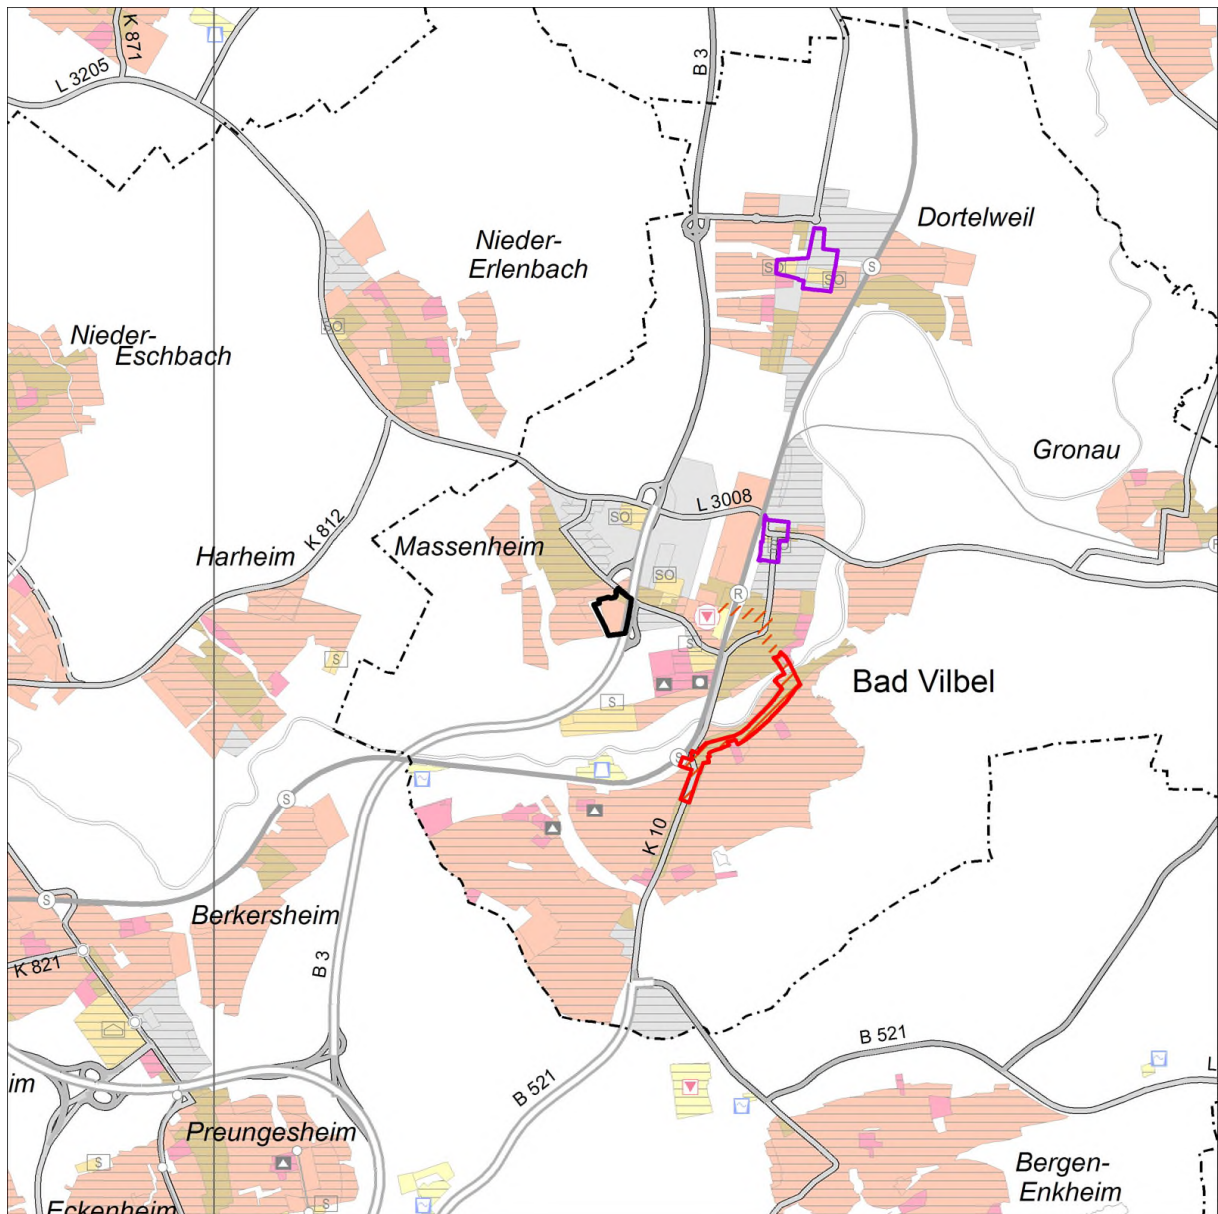 K 871
L 3205
B 3
Dortelweil
Nieder-
Erlenbach
S
SO
SO
Nieder-
Eschbach
SO
Gronau
L 3008
SO
K 812
Massenheim
Harheim
SO
R
S
S
Bad Vilbel
S
S
S
K 10
Berkersheim
S
B 3
K 821
B 521
B 521
L
im
Preungesheim
S
Bergen-
Enkheim
S
Eckenheim